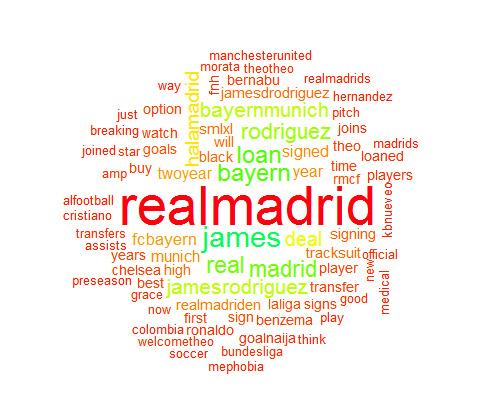 manchesterunited
morata theotheo
way fnh bernabu realmadrids
halamadrid jamesdrodriguez hernandez
just option bayernmunich pitch
breaking watch smlxl rodriguez joins
joined star goals will loan signed theo madrids
amp buy black bayern year time loaned
twoyear rmcf players
alfootball realmadrid kbnueveo
cristiano
transfers fcbayern james deal signing
assists tracksuit official
years munich real madrid player new
chelsea high
preseason best jamesrodriguez transfer medical
grace realmadriden laliga signs good
now first sign benzema play
colombia ronaldo goalnaija think
welcometheo
soccer bundesliga
mephobia